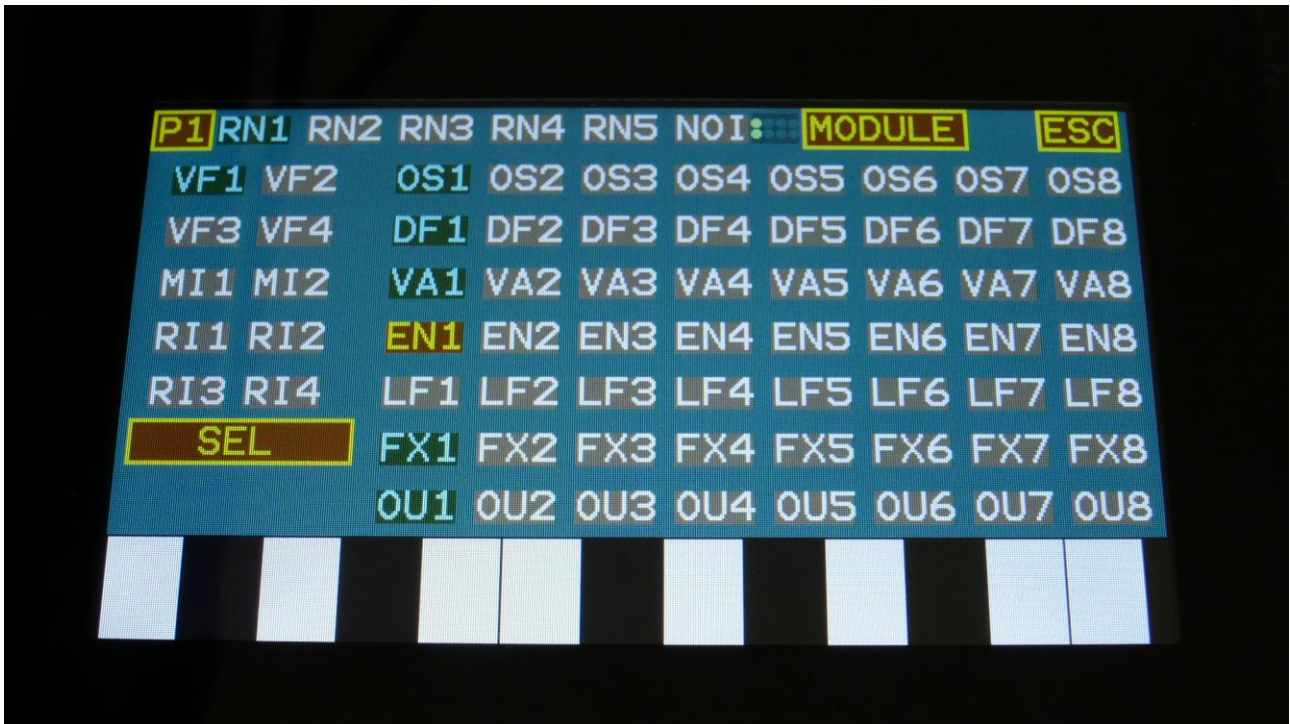 P1 RN1 RN2 RN3 RN4 RN5 NOI MODULE ESC
VF1 VF2 OS1 OS2 OS3 OS4 OS5 OS6 OS7 OS8
VF3 VF4 DF1 DF2 DF3 DF4 DF5 DF6 DF7 DF8
MI1 MI2 VA1 VA2 VA3 VA4 VA5 VA6 VA7 VA8
RI1 RI2 EN1 EN2 EN3 EN4 EN5 EN6 EN7 EN8
RI3 RI4 LF1 LF2 LF3 LF4 LF5 LF6 LF7 LF8
SEL FX1 FX2 FX3 FX4 FX5 FX6 FX7 FX8
OU1 OU2 OU3 OU4 OU5 OU6 OU7 OU8